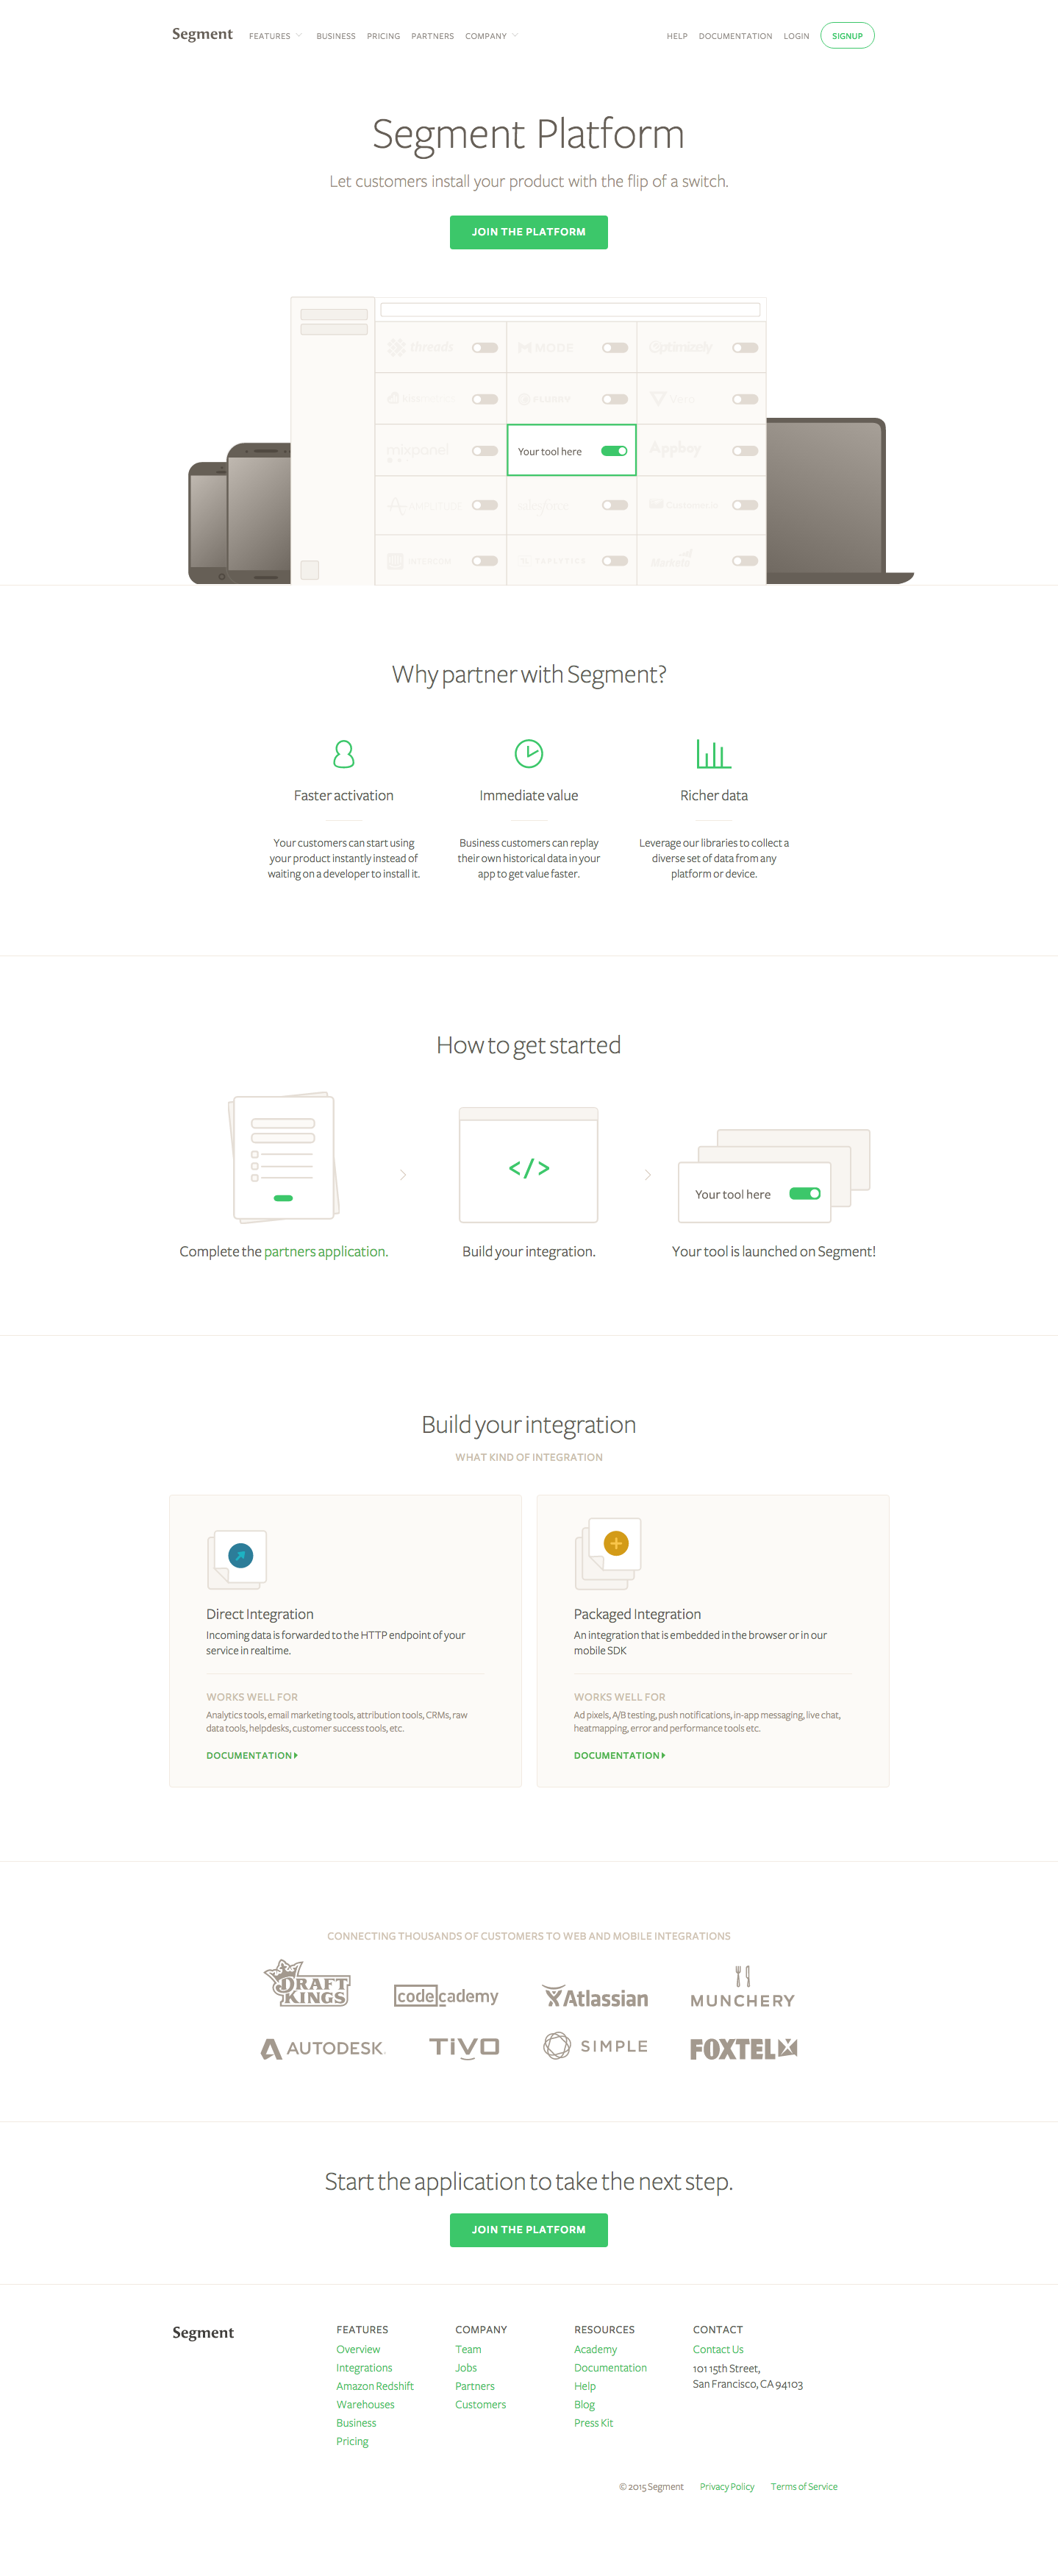 Segment
FEATURES
BUSINESS
PRICING
PARTNERS
COMPANY
HELP
DOCUMENTATION
LOGIN
SIGNUP
Segment Platform
Let customers install your product with the flip of a switch.
JOIN THE PLATFORM
threads
MODE
Optimizely
FLURRY
mixpanel
Your tool here
Appboy
AMPLITUDE
Customer.io
INTERCOM
TAPLYTICS
Marketo
Why partner with Segment?
Faster activation
Your customers can start using
your product instantly instead of
waiting on a developer to install it.
Immediate value
Business customers can replay
their own historical data in your
app to get value faster.
Richer data
Leverage our libraries to collect a
diverse set of data from any
platform or device.
How to get started
</>
Your tool here
Complete the partners application.
Build your integration.
Your tool is launched on Segment!
Build your integration
WHAT KIND OF INTEGRATION
Direct Integration
Incoming data is forwarded to the HTTP endpoint of your
service in realtime.
WORKS WELL FOR
Analytics tools, email marketing tools, attribution tools, CRMs, raw
data tools, helpdesks, customer success tools, etc.
DOCUMENTATION
Packaged Integration
An integration that is embedded in the browser or in our
mobile SDK
WORKS WELL FOR
Ad pixels, A/B testing, push notifications, in-app messaging, live chat,
heatmapping, error and performance tools etc.
DOCUMENTATION
CONNECTING THOUSANDS OF CUSTOMERS TO WEB AND MOBILE INTEGRATIONS
DRAFT
KINGS
codecademy
Atlassian
MUNCHERY
AUTODESK
TiVO
SIMPLE
FOXTEL
Start the application to take the next step.
JOIN THE PLATFORM
Segment
FEATURES
Overview
Integrations
Amazon Redshift
Warehouses
Business
Pricing
COMPANY
Team
Jobs
Partners
Customers
RESOURCES
Academy
Documentation
Help
Blog
Press Kit
CONTACT
Contact Us
101 15th Street,
San Francisco, CA 94103
© 2015 Segment
Privacy Policy
Terms of Service